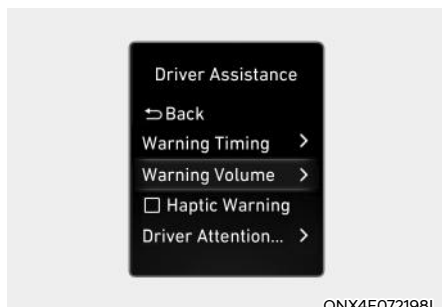 Driver Assistance
⮌ Back
Warning Timing >
Warning Volume >
☐ Haptic Warning
Driver Attention... >
ONX4E072198L